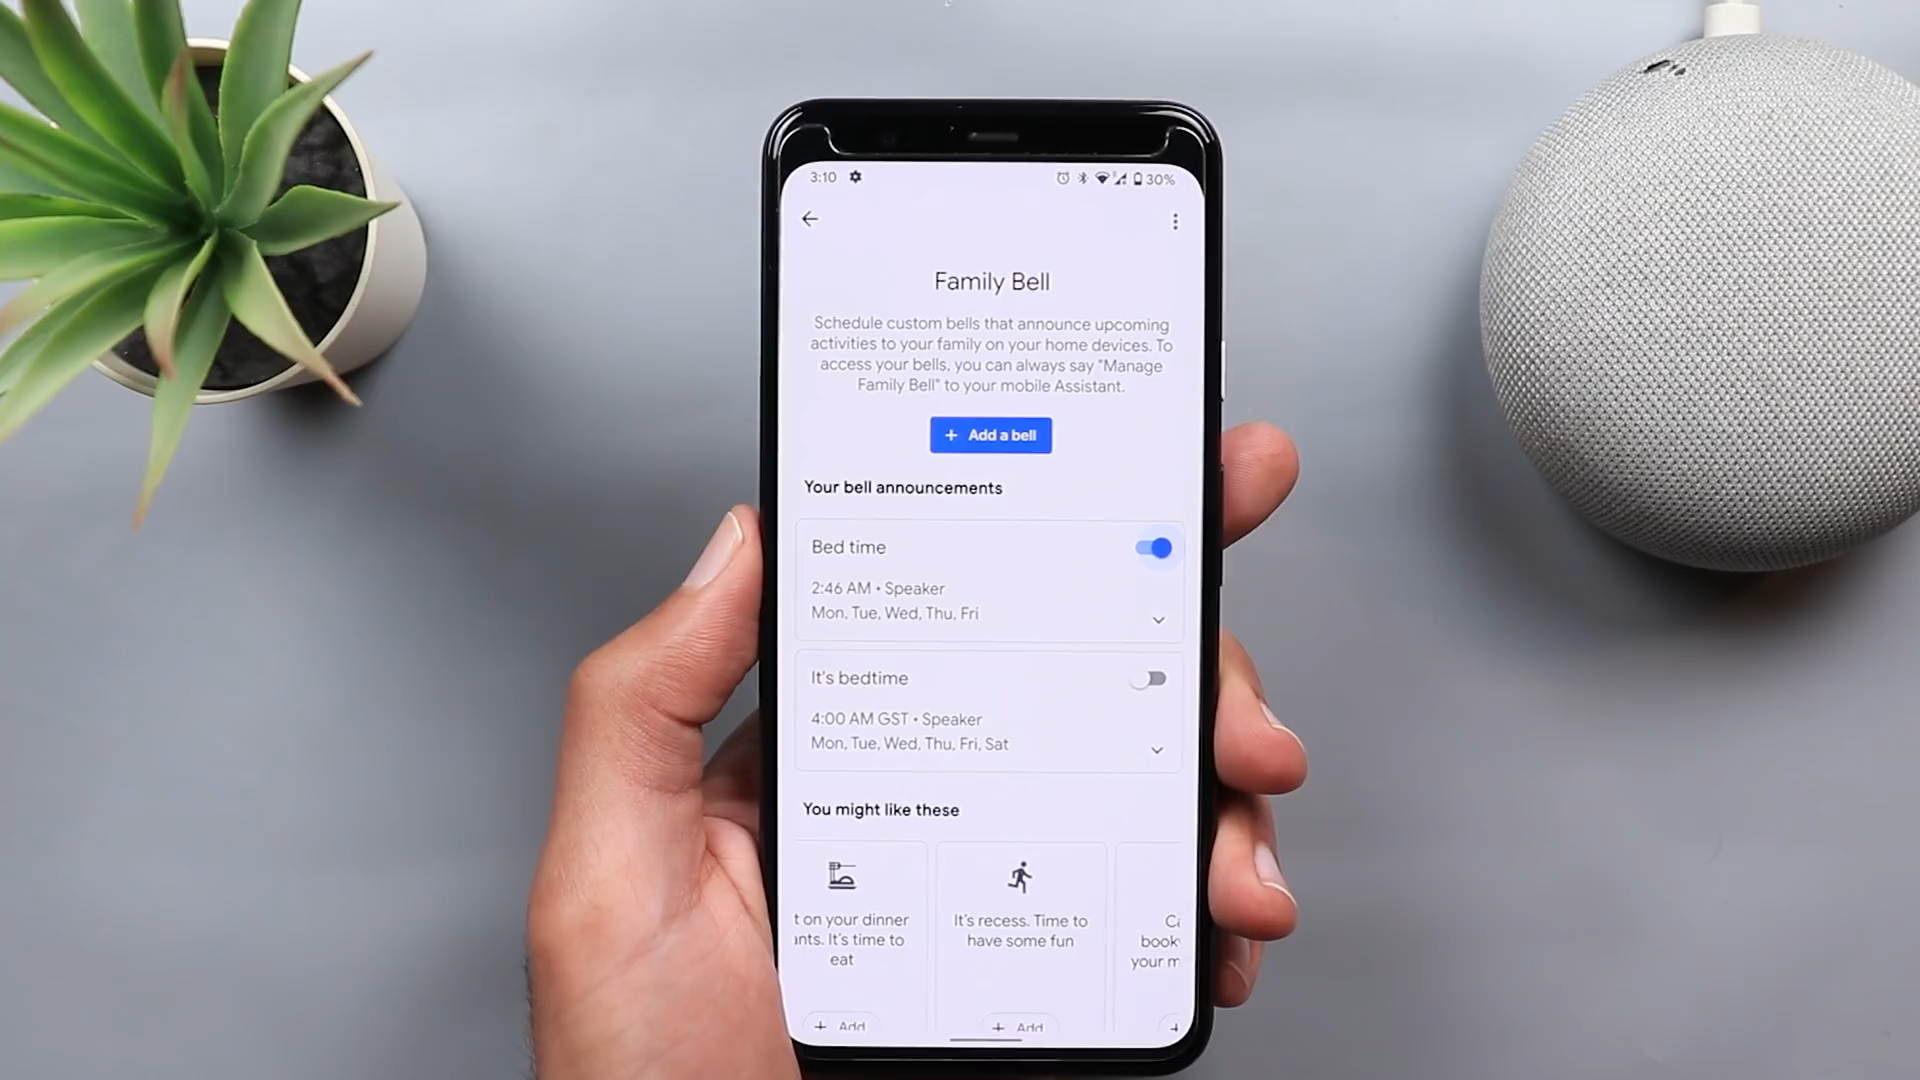 3:10
30%
Family Bell
Schedule custom bells that announce upcoming
activities to your family on your home devices. To
access your bells, you can always say "Manage
Family Bell" to your mobile Assistant.
+ Add a bell
Your bell announcements
Bed time
2:46 AM • Speaker
Mon, Tue, Wed, Thu, Fri
It's bedtime
4:00 AM GST • Speaker
Mon, Tue, Wed, Thu, Fri, Sat
You might like these
t on your dinner
ants. It's time to
eat
+ Add
It's recess. Time to
have some fun
+ Add
book
your m